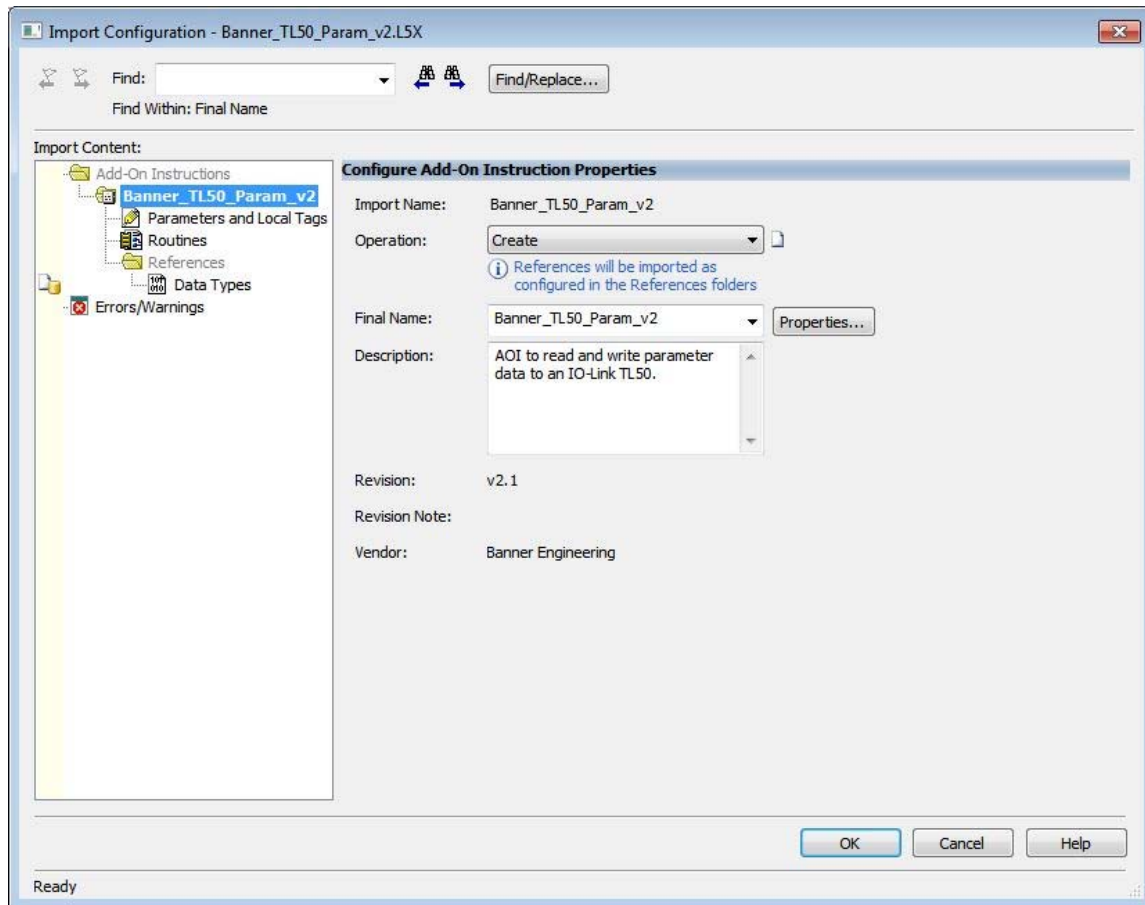 Import Configuration - Banner_TL50_Param_v2.L5X
Find:
Find/Replace...
Find Within: Final Name
Import Content:
Add-On Instructions
Banner_TL50_Param_v2
Parameters and Local Tags
Routines
References
Data Types
Errors/Warnings
Configure Add-On Instruction Properties
Import Name: Banner_TL50_Param_v2
Operation: Create
References will be imported as
configured in the References folders
Final Name: Banner_TL50_Param_v2 Properties...
Description: AOI to read and write parameter
data to an IO-Link TL50.
Revision: v2.1
Revision Note:
Vendor: Banner Engineering
OK Cancel Help
Ready